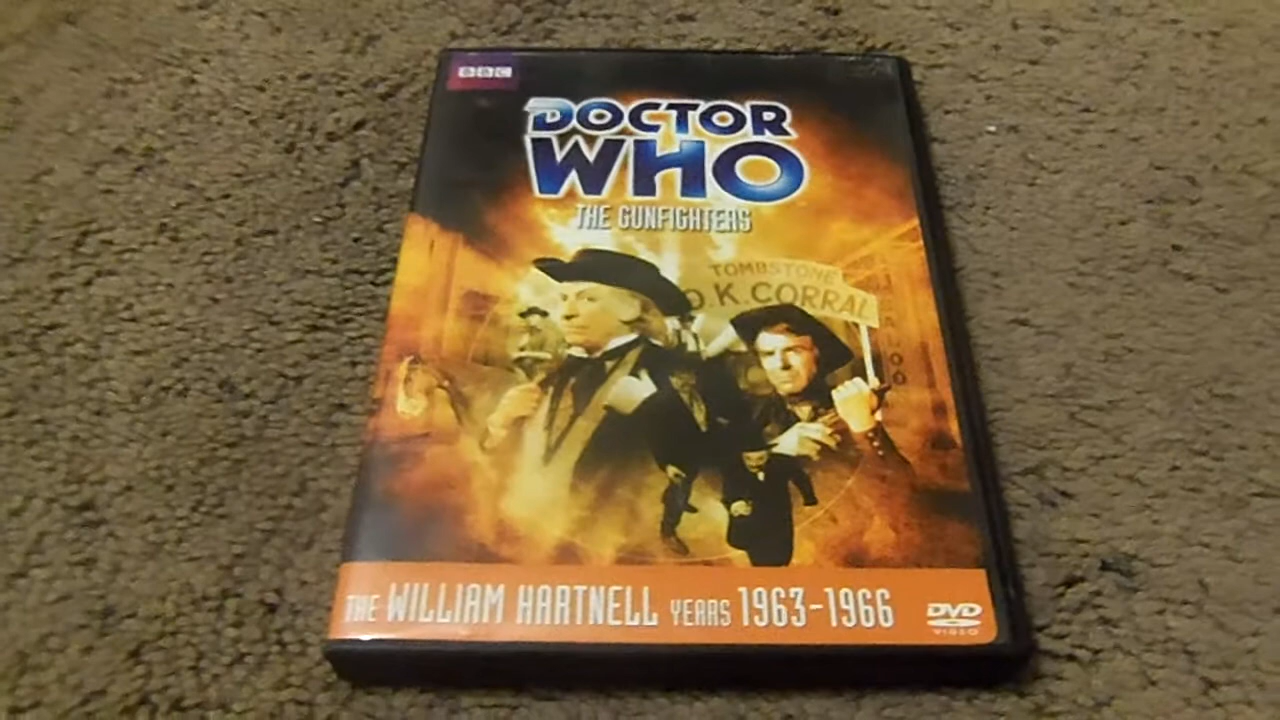 BBC
DOCTOR
WHO
THE GUNFIGHTERS
TOMBSTONE
O.K. CORRAL
THE WILLIAM HARTNELL YEARS 1963-1966
DVD
VIDEO